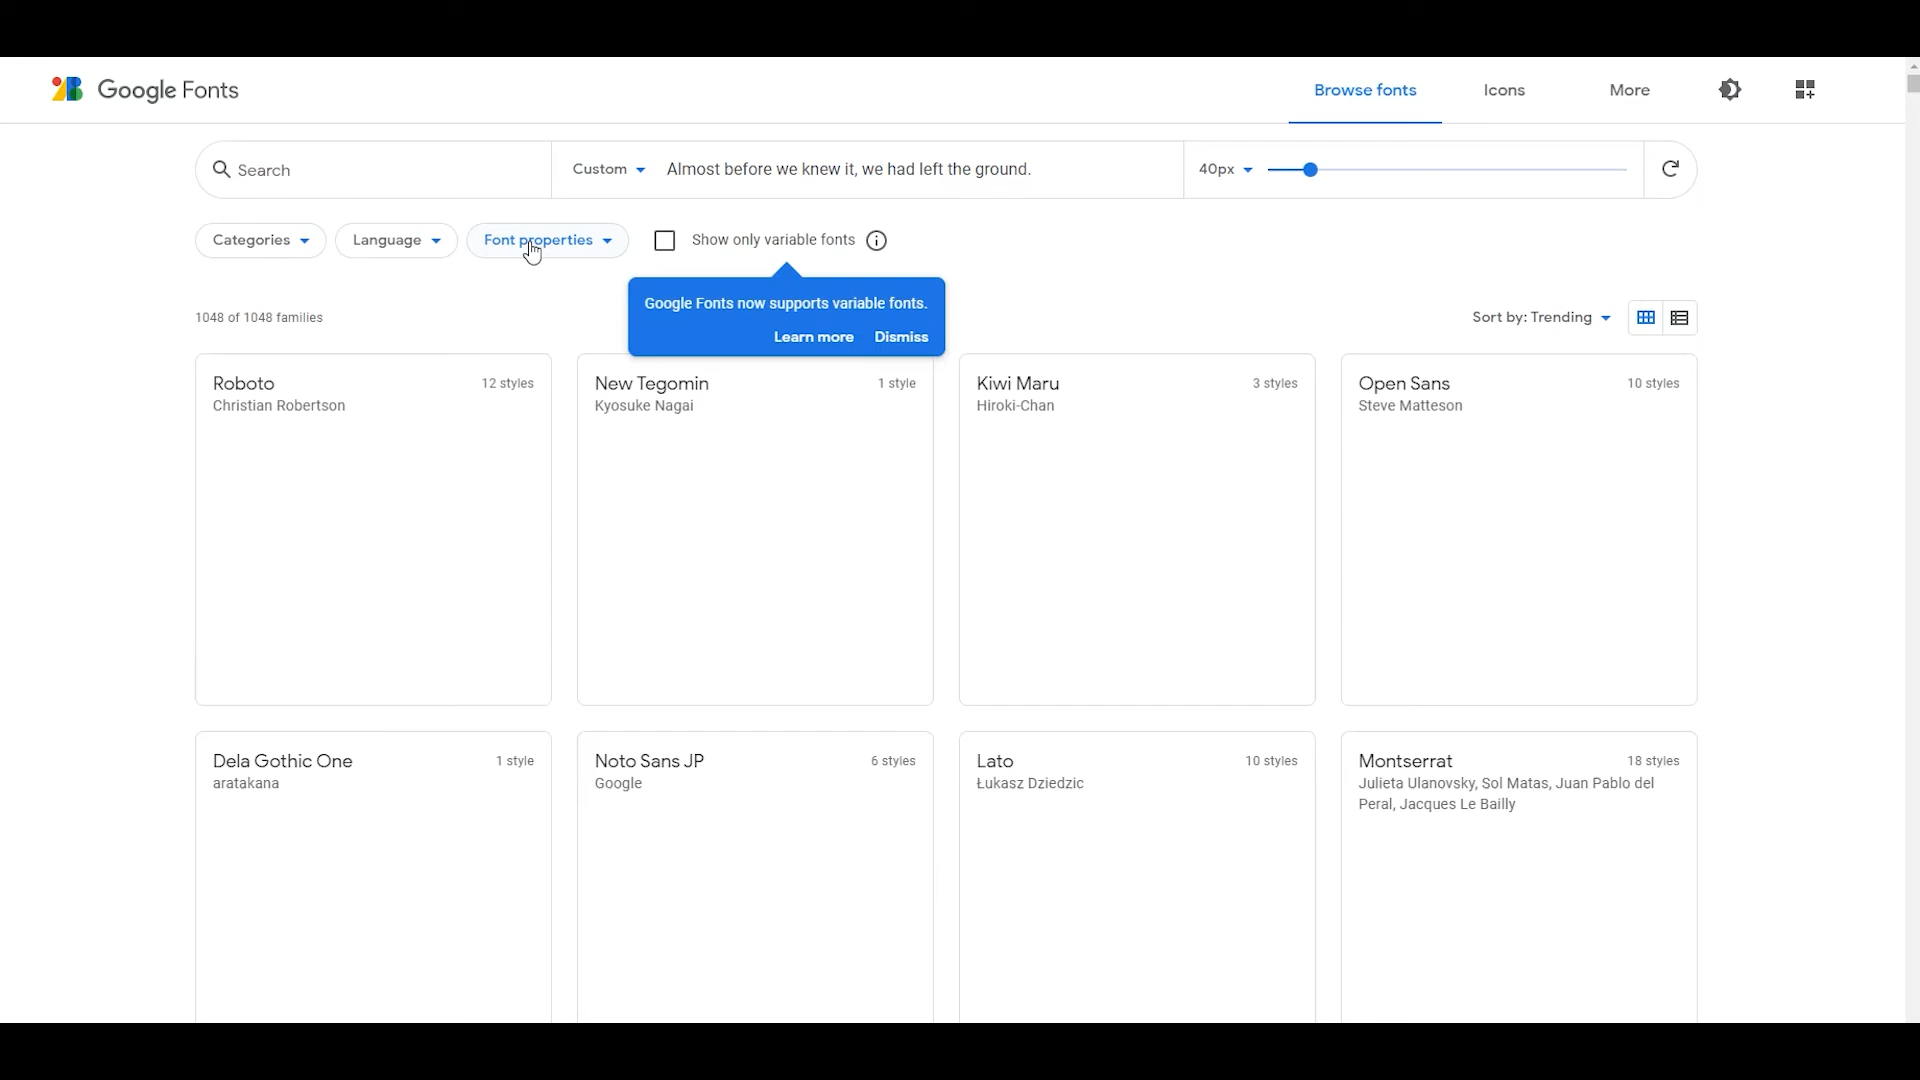 Google Fonts
Browse fonts
Icons
More
Search
Custom
Almost before we knew it, we had left the ground.
40px
Categories
Language
Font properties
Show only variable fonts
Google Fonts now supports variable fonts.
Learn more Dismiss
1048 of 1048 families
Sort by: Trending
Roboto
12 styles
Christian Robertson
New Tegomin
1 style
Kyosuke Nagai
Kiwi Maru
3 styles
Hiroki-Chan
Open Sans
10 styles
Steve Matteson
Dela Gothic One
1 style
aratakana
Noto Sans JP
6 styles
Google
Lato
10 styles
Łukasz Dziedzic
Montserrat
18 styles
Julieta Ulanovsky, Sol Matas, Juan Pablo del
Peral, Jacques Le Bailly